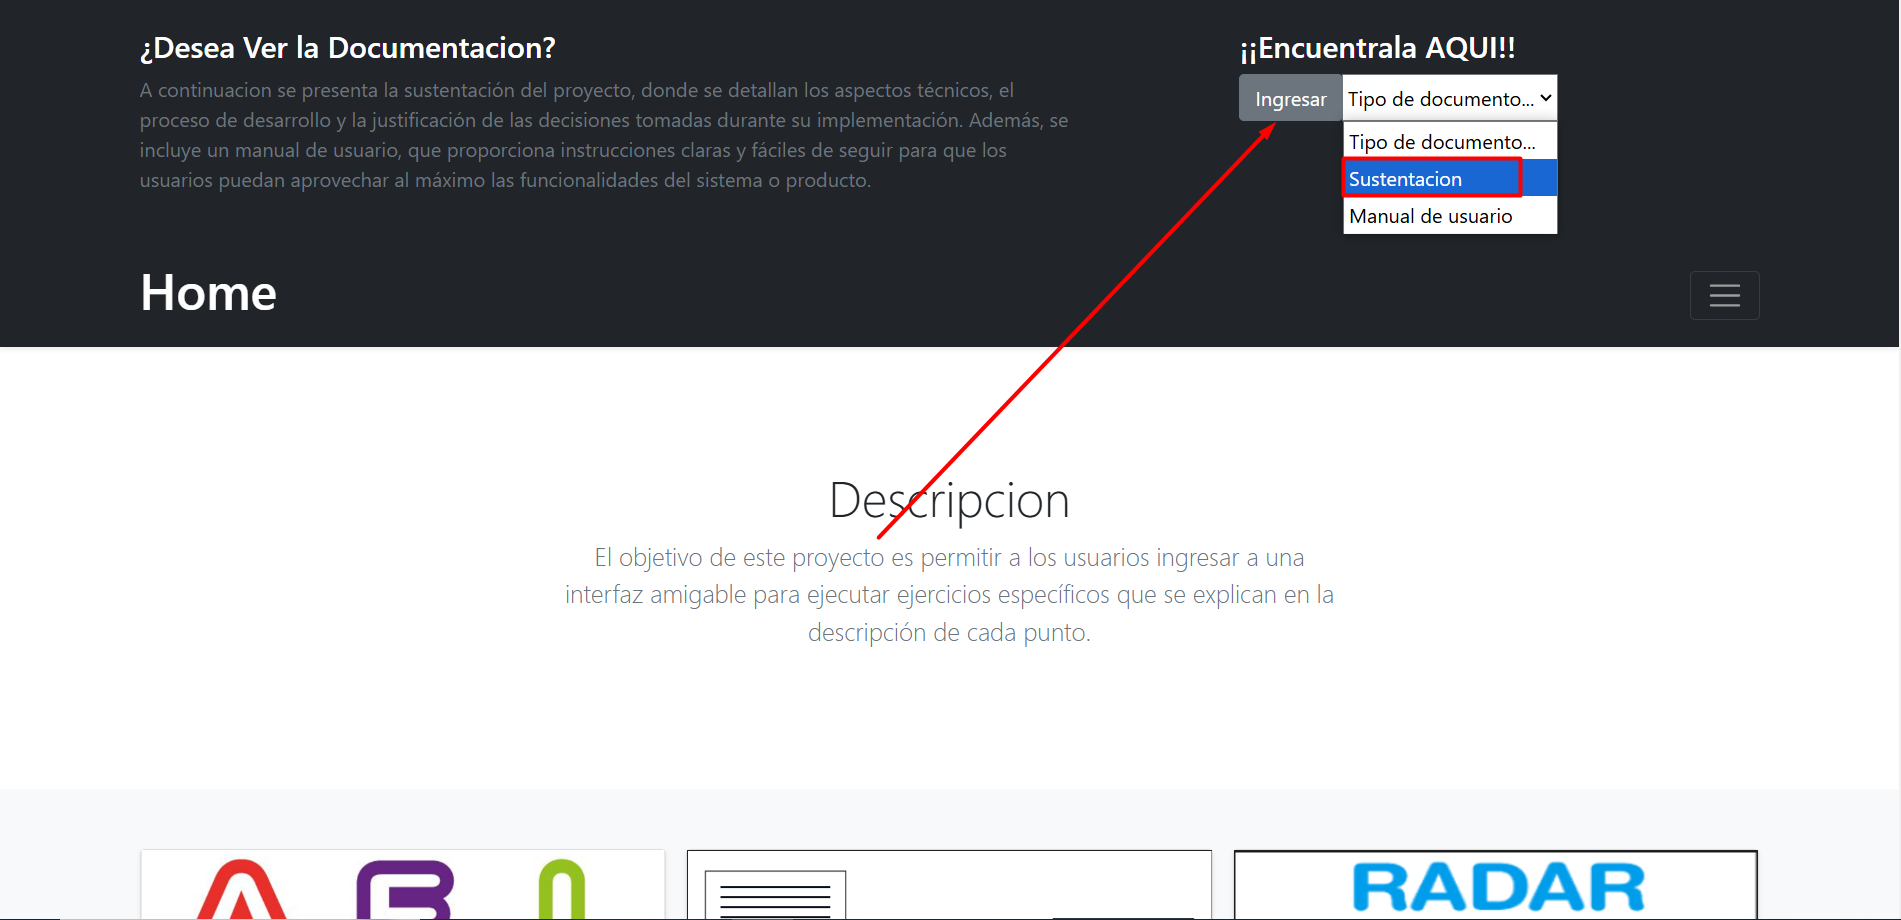 ¿Desea Ver la Documentacion?
A continuacion se presenta la sustentación del proyecto, donde se detallan los aspectos técnicos, el
proceso de desarrollo y la justificación de las decisiones tomadas durante su implementación. Además, se
incluye un manual de usuario, que proporciona instrucciones claras y fáciles de seguir para que los
usuarios puedan aprovechar al máximo las funcionalidades del sistema o producto.
¡¡Encuentrala AQUI!!
Ingresar
Tipo de documento...
Tipo de documento...
Sustentacion
Manual de usuario
Home
Descripcion
El objetivo de este proyecto es permitir a los usuarios ingresar a una
interfaz amigable para ejecutar ejercicios específicos que se explican en la
descripción de cada punto.
RADAR